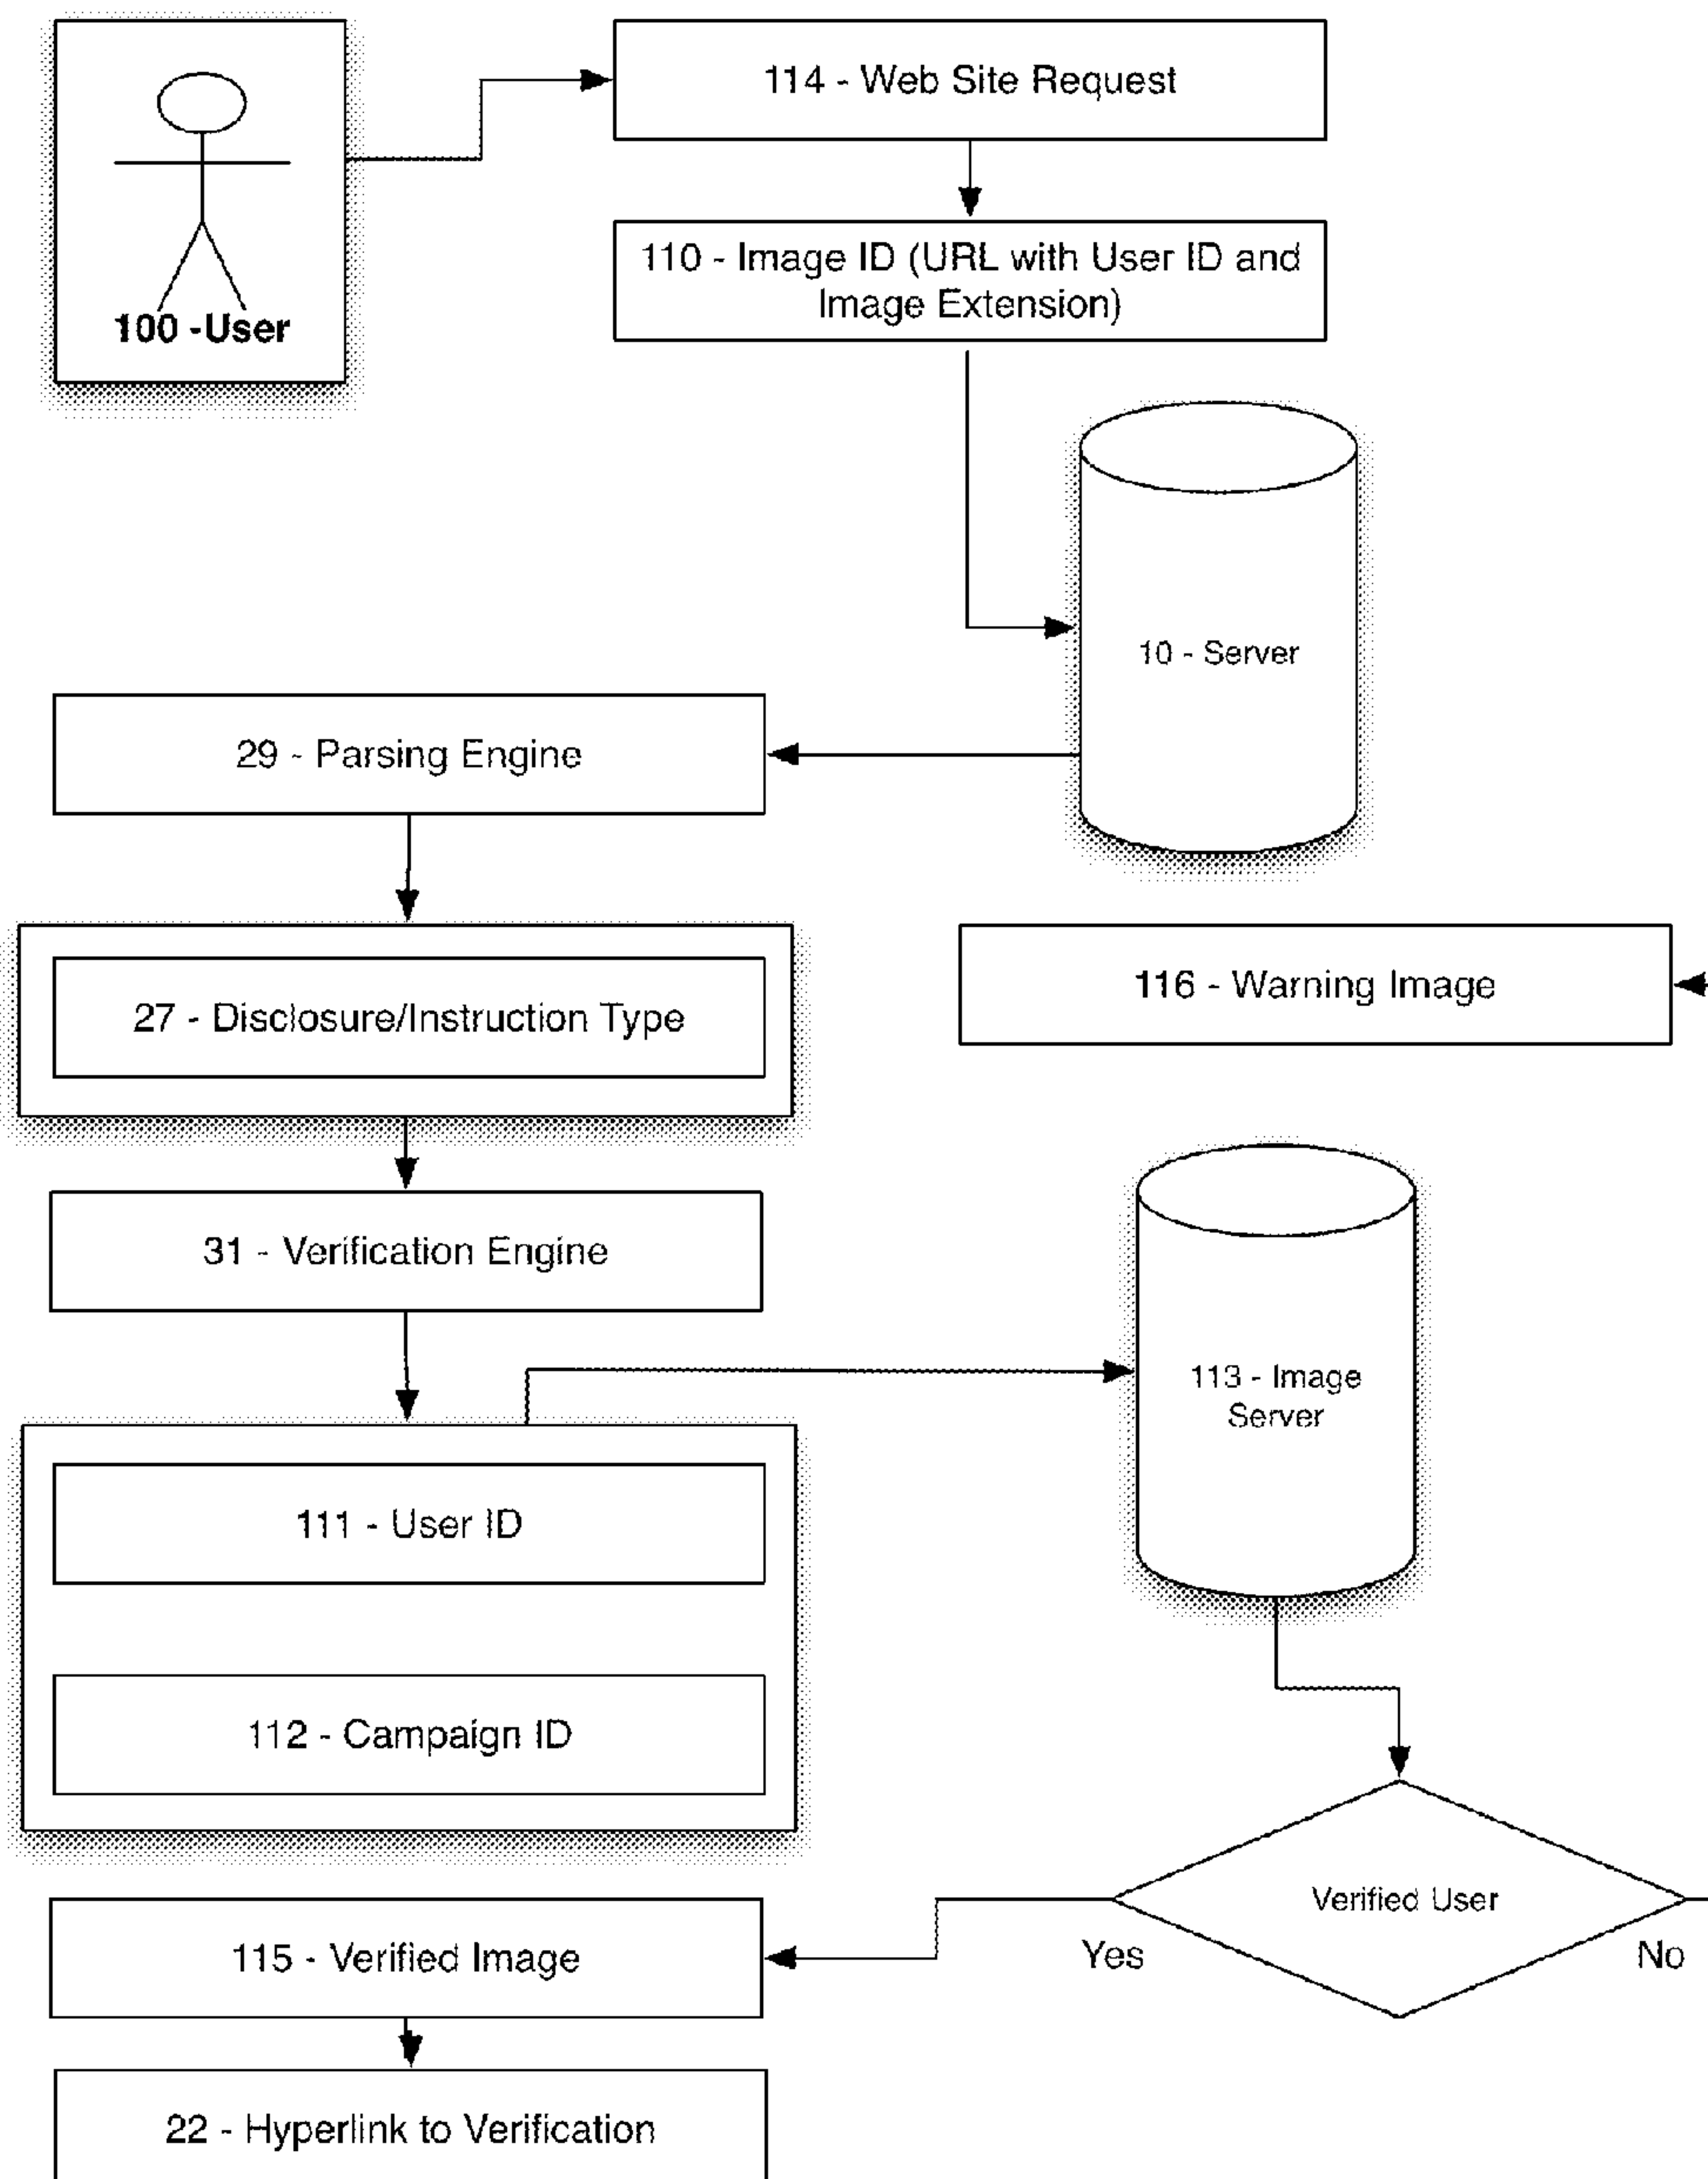 100 -User
114 - Web Site Request
110 - Image ID (URL with User ID and
Image Extension)
10 - Server
29 - Parsing Engine
27 - Disclosure/Instruction Type
116 - Warning Image
31 - Verification Engine
113 - Image
Server
111 - User ID
112 - Campaign ID
Verified User
Yes
No
115 - Verified Image
22 - Hyperlink to Verification